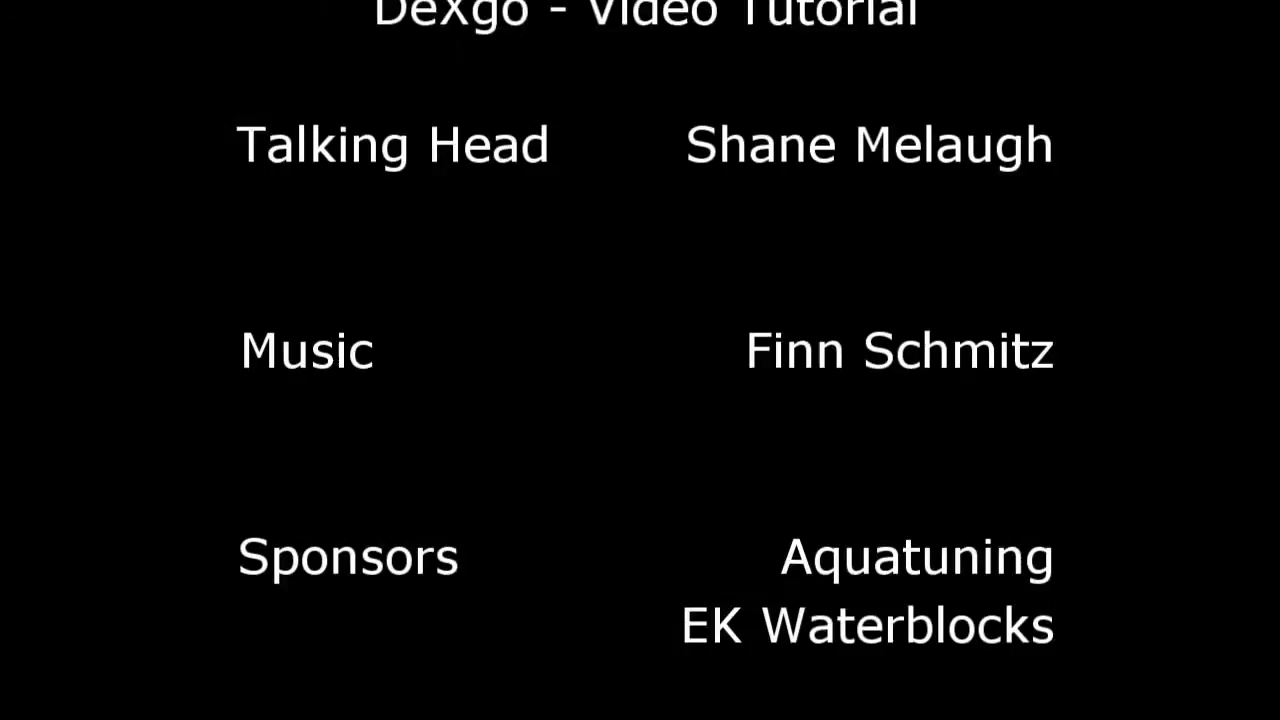 DeXgo - Video Tutorial
Talking Head Shane Melaugh
Music Finn Schmitz
Sponsors Aquatuning
EK Waterblocks